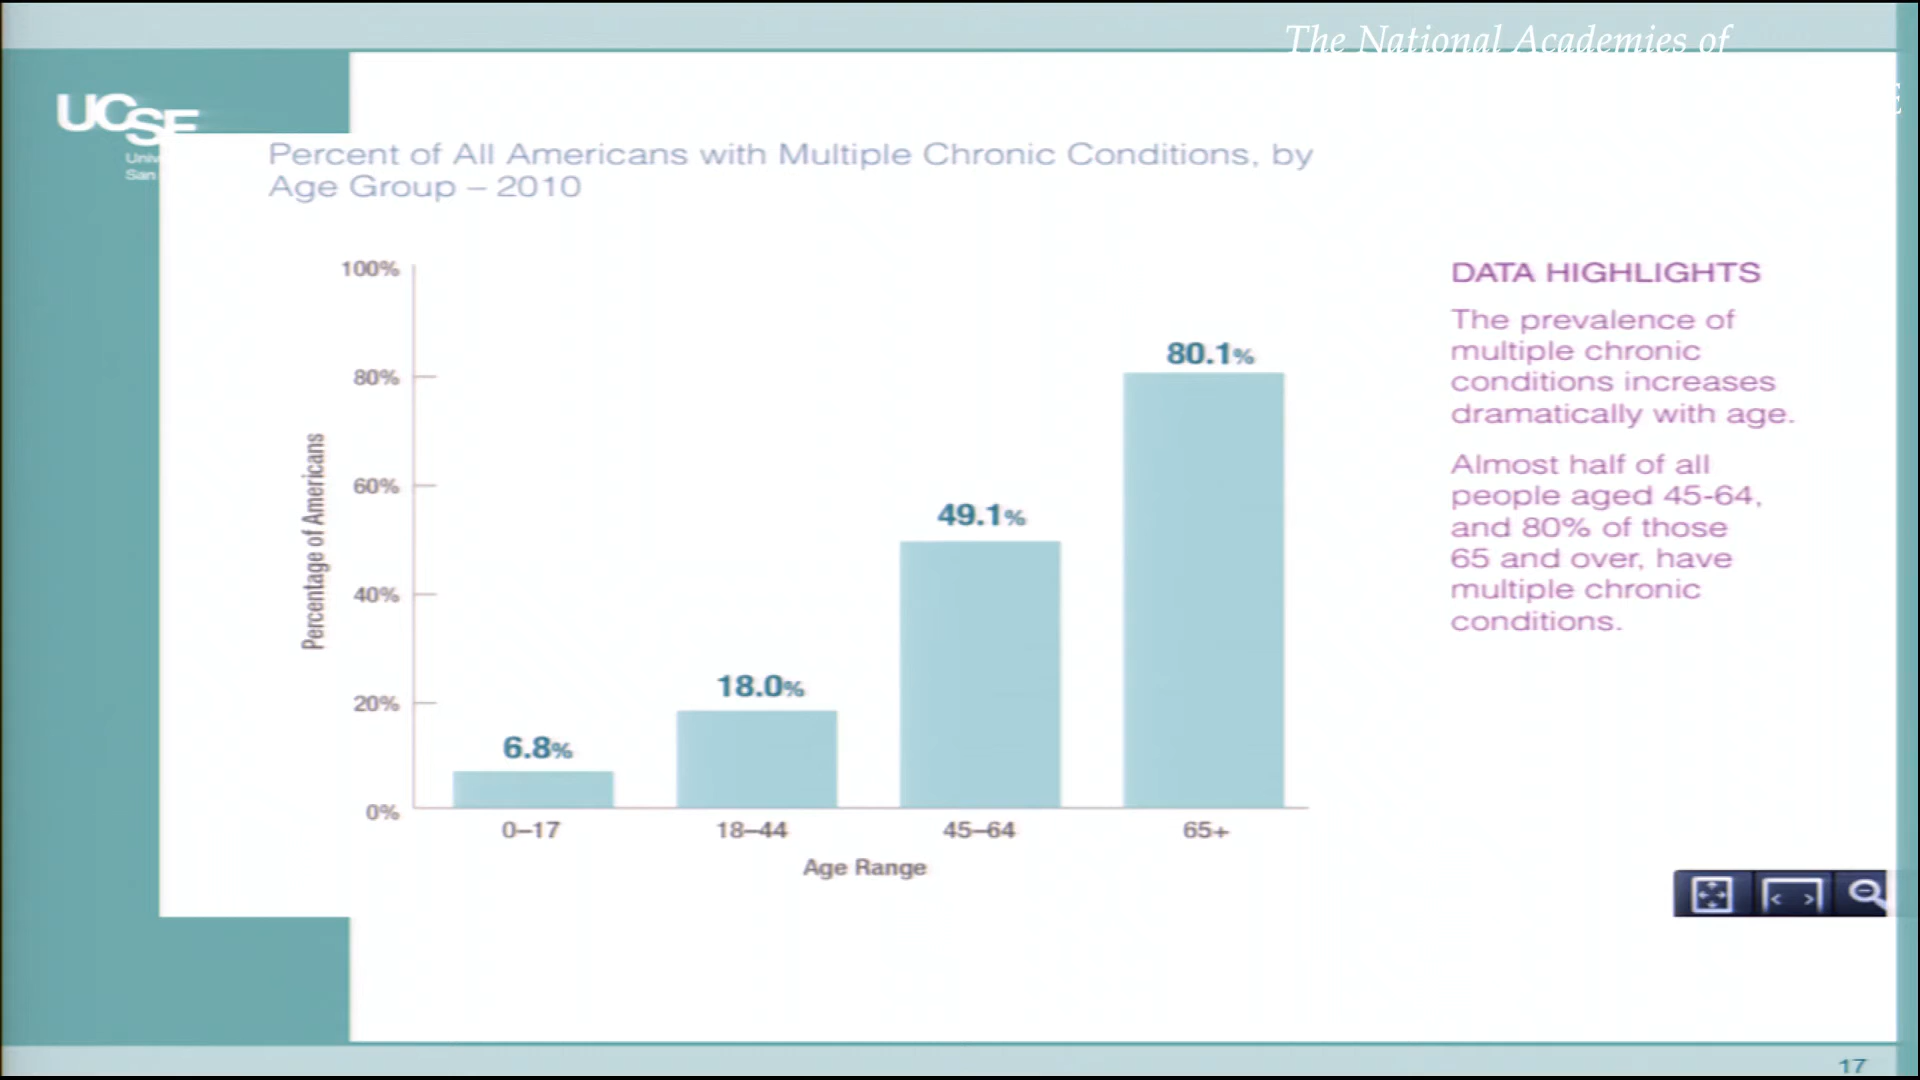 The National Academies of
UCSF
Univ
San
Percent of All Americans with Multiple Chronic Conditions, by
Age Group – 2010
Percentage of Americans
100%
80%
60%
40%
20%
0%
6.8%
18.0%
49.1%
80.1%
0–17
18–44
45–64
65+
Age Range
DATA HIGHLIGHTS
The prevalence of
multiple chronic
conditions increases
dramatically with age.
Almost half of all
people aged 45-64,
and 80% of those
65 and over, have
multiple chronic
conditions.
17